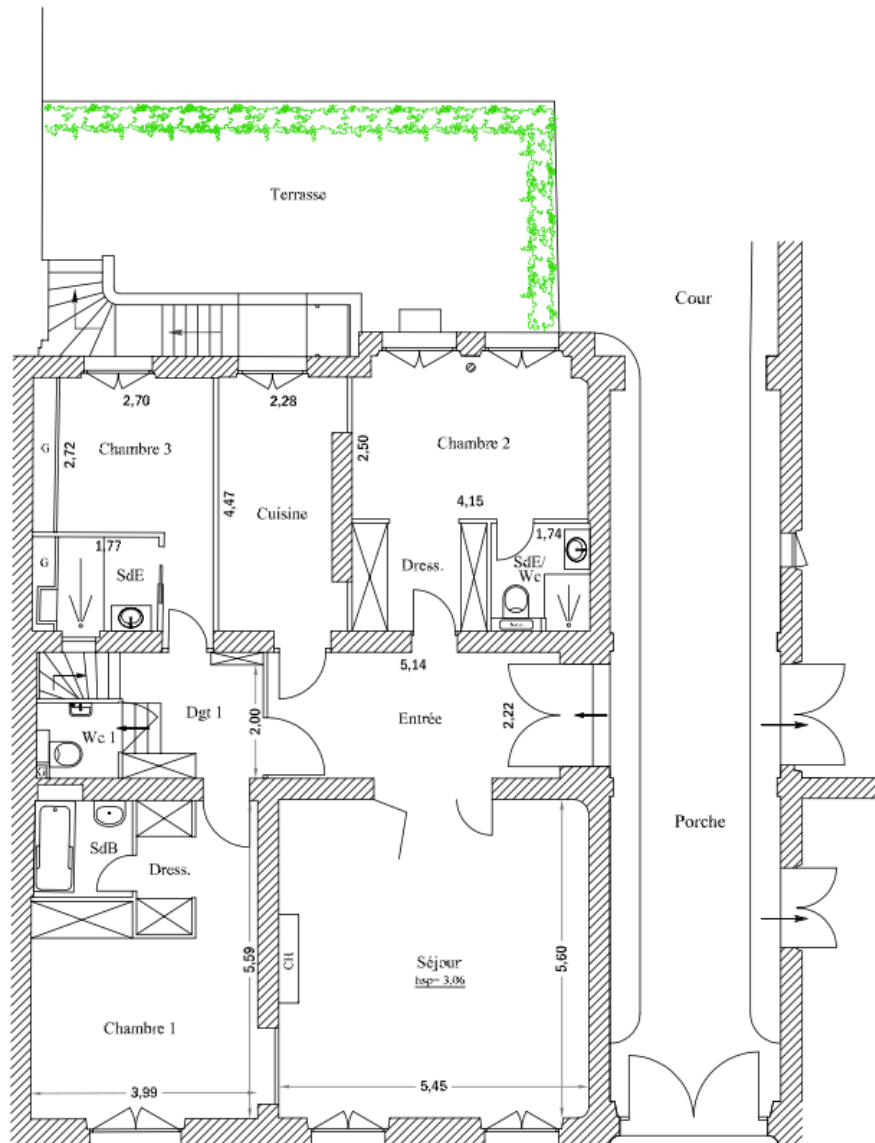 Terrasse
Cour
2,70
2,28
G
2,72
Chambre 3
2,50
Chambre 2
4,47
Cuisine
4,15
1,77
1,74
G
SdE
Dress.
SdE/
Wc
5,14
Dgt 1
2,00
Entrée
2,22
Wc 1
G
Porche
SdB
Dress.
5,59
5,60
CH
Séjour
hsp= 3,06
Chambre 1
3,99
5,45